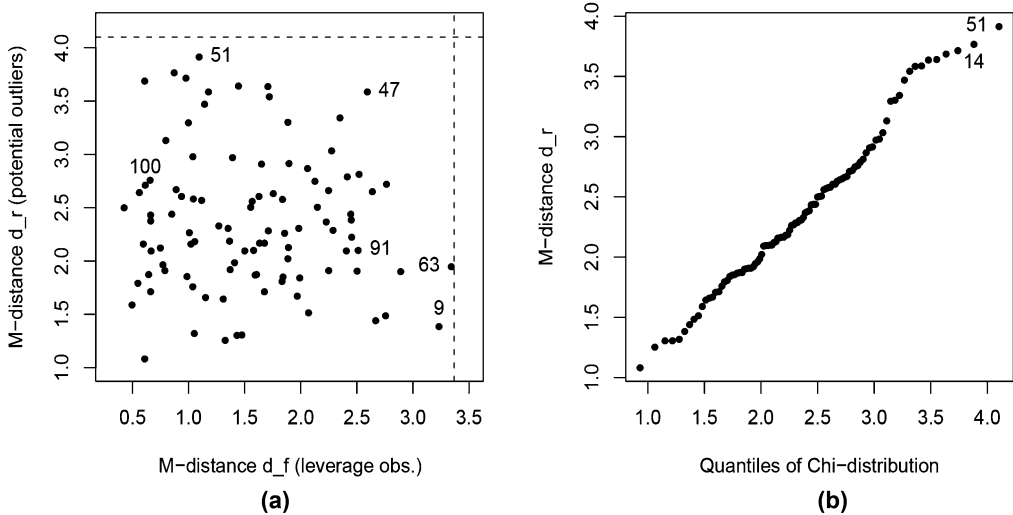 M−distance d_r (potential outliers)
4.0
3.5
3.0
2.5
2.0
1.5
1.0
51
47
100
91
63
9
0.5 1.0 1.5 2.0 2.5 3.0 3.5
M−distance d_f (leverage obs.)
(a)
M−distance d_r
4.0
3.5
3.0
2.5
2.0
1.5
1.0
51
14
1.0 1.5 2.0 2.5 3.0 3.5 4.0
Quantiles of Chi−distribution
(b)